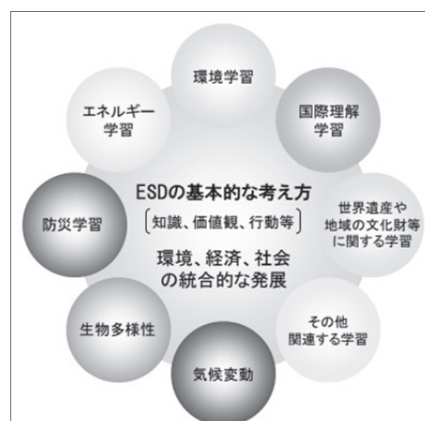 環境学習
国際理解
学習
世界遺産や
地域の文化財等
に関する学習
その他
関連する学習
気候変動
生物多様性
防災学習
エネルギー
学習
ESDの基本的な考え方
〔知識、価値観、行動等〕
環境、経済、社会
の統合的な発展